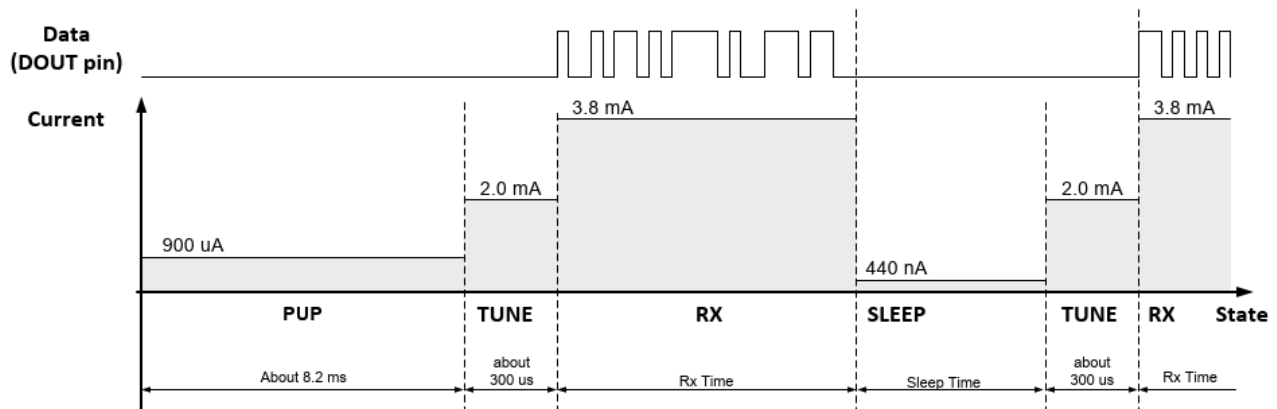 Data
(DOUT pin)
Current
3.8 mA
3.8 mA
2.0 mA
2.0 mA
900 uA
440 nA
PUP
TUNE
RX
SLEEP
TUNE
RX
State
About 8.2 ms
about
300 us
Rx Time
Sleep Time
about
300 us
Rx Time